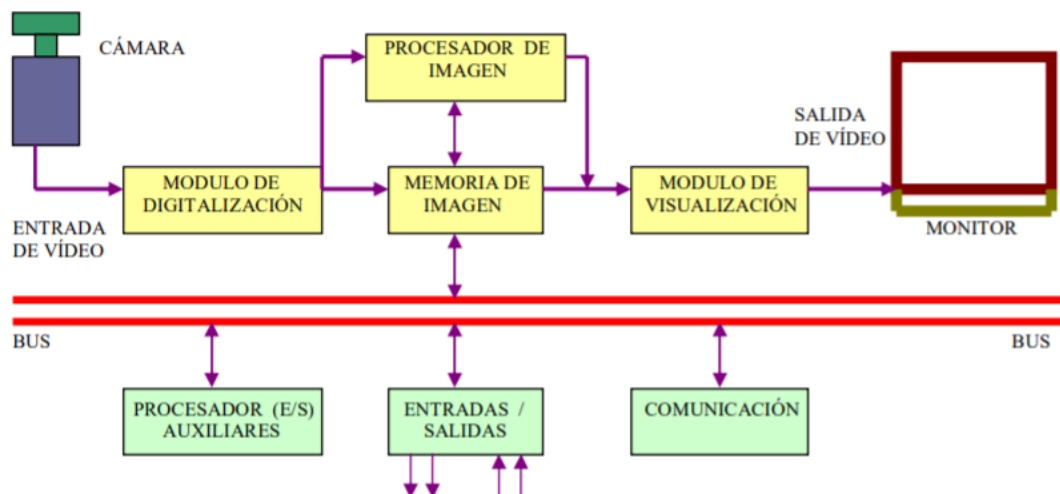 CÁMARA
PROCESADOR DE
IMAGEN
SALIDA
DE VÍDEO
MODULO DE
DIGITALIZACIÓN
MEMORIA DE
IMAGEN
MODULO DE
VISUALIZACIÓN
ENTRADA
DE VÍDEO
MONITOR
BUS
BUS
PROCESADOR (E/S)
AUXILIARES
ENTRADAS /
SALIDAS
COMUNICACIÓN